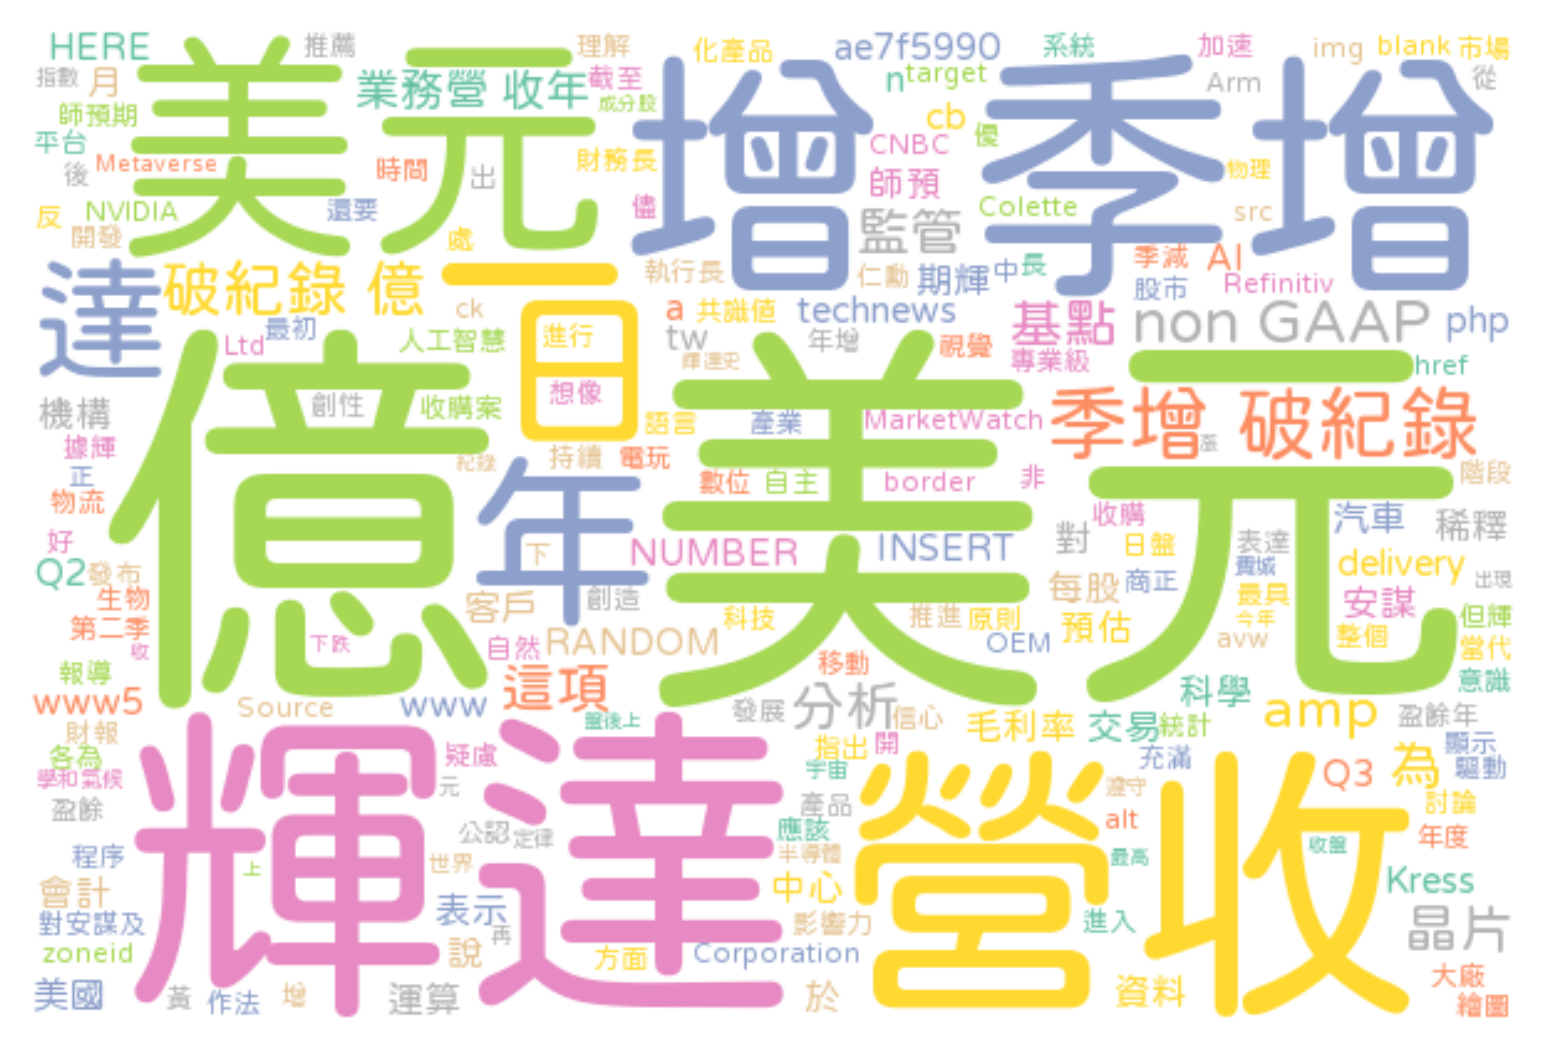 HERE
推薦
理解
化產品
ae7f5990
系統
加速
img
blank
市場
指數
月
美元
業務營 收年
截至
增
季增
n
target
Arm
從
師預期
成分股
cb
優
平台
CNBC
Metaverse
後
時間
出
財務長
師預
物理
反
NVIDIA
還要
儘
Colette
src
開發
處
監管
達
破紀錄 億
一日
執行長
仁勳
期輝
中
長
季減
AI
股市
Refinitiv
ck
a
共識值
technews
基點
non GAAP
php
最初
Ltd
人工智慧
進行
tw
年增
視覺
專業級
輝達史
href
機構
創性
收購案
想像
語言
產業
MarketWatch
季增 破紀錄
漲
據輝
億美元
紀錄
持續
電玩
正
數位
自主
border
非
階段
物流
年
收購
汽車
稀釋
好
下
NUMBER
INSERT
對
日盤
表達
Q2
發布
費城
delivery
出現
生物
客戶
創造
每股
商正
最具
安謀
第二季
科技
推進
原則
預估
今年
但輝
收
下跌
自然
RANDOM
OEM
avw
整個
當代
報導
移動
意識
www5
Source
www
這項
發展
分析
信心
科學
amp
盈餘年
財報
盤後上
毛利率
交易
統計
各為
疑慮
指出
開
充滿
為
顯示
學和氣候
元
宇宙
遵守
Q3
驅動
盈餘
輝達
產品
營收
討論
公認
定律
應該
alt
年度
程序
上
世界
半導體
最高
收盤
會計
中心
Kress
對安謀及
表示
影響力
進入
晶片
zoneid
說
再
方面
Corporation
大廠
美國
黃
作法
增
運算
於
資料
繪圖